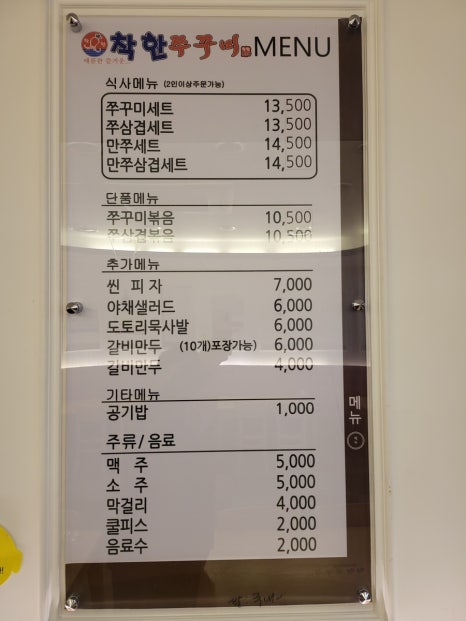 착한쭈꾸미 MENU
매콤한 즐거움
식사메뉴 (2인이상주문가능)
쭈꾸미세트 13,500
쭈삼겹세트 13,500
만쭈세트 14,500
만쭈삼겹세트 14,500
단품메뉴
쭈꾸미볶음 10,500
쭈삼겹볶음 10,500
추가메뉴
씬 피자 7,000
야채샐러드 6,000
도토리묵사발 6,000
갈비만두 (10개)포장가능) 6,000
갈비만두 4,000
기타메뉴
공기밥 1,000
주류/음료
맥 주 5,000
소 주 5,000
막걸리 4,000
쿨피스 2,000
음료수 2,000
메뉴